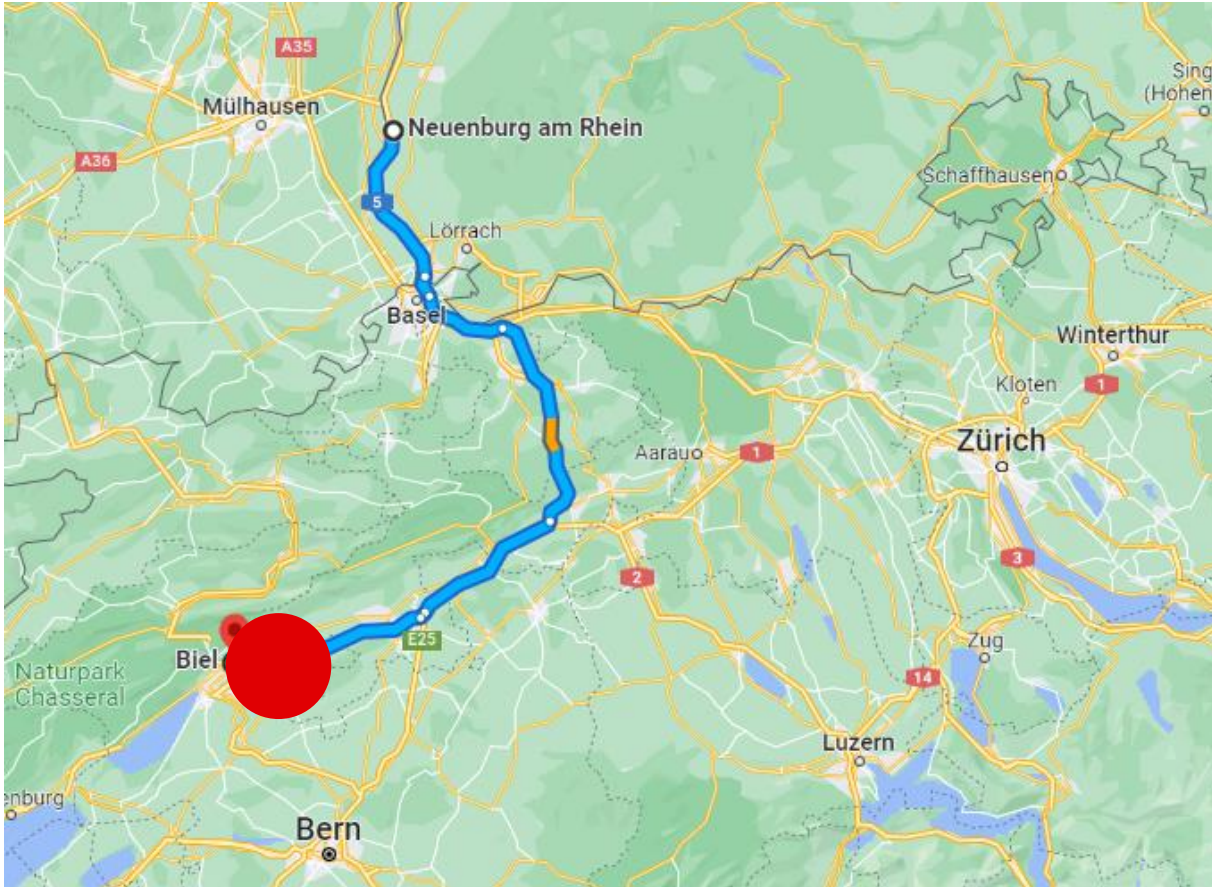 A35
Mülhausen
Neuenburg am Rhein
A36
5
Lörrach
Basel
Sing
(Hohen
Schaffhausen
Winterthur
1
Kloten
Zürich
Aarau
1
3
2
E25
Biel
Naturpark
Chasseral
Zug
14
Luzern
enburg
Bern